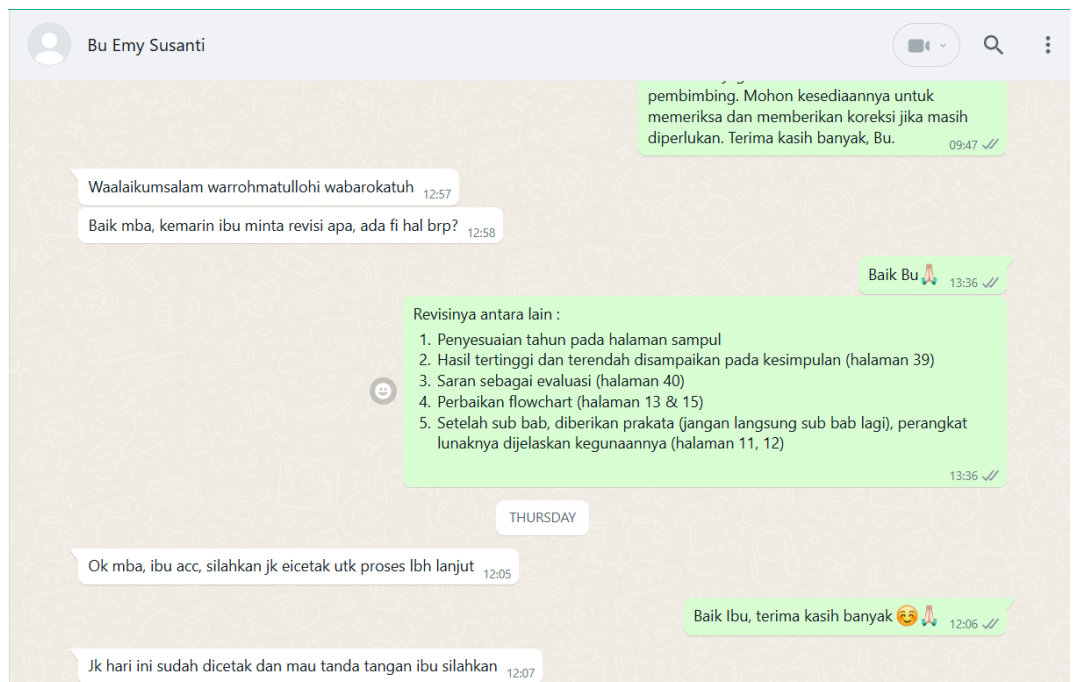 Bu Emy Susanti
pembimbing. Mohon kesediaannya untuk
memeriksa dan memberikan koreksi jika masih
diperlukan. Terima kasih banyak, Bu.
09:47
Waalaikumsalam warrohmatullohi wabarokatuh 12:57
Baik mba, kemarin ibu minta revisi apa, ada fi hal brp? 12:58
Baik Bu🙏🏻 13:36
Revisinya antara lain :
1. Penyesuaian tahun pada halaman sampul
2. Hasil tertinggi dan terendah disampaikan pada kesimpulan (halaman 39)
3. Saran sebagai evaluasi (halaman 40)
4. Perbaikan flowchart (halaman 13 & 15)
5. Setelah sub bab, diberikan prakata (jangan langsung sub bab lagi), perangkat
lunaknya dijelaskan kegunaannya (halaman 11, 12)
13:36
THURSDAY
Ok mba, ibu acc, silahkan jk eicetak utk proses lbh lanjut 12:05
Baik Ibu, terima kasih banyak ☺️🙏🏻 12:06
Jk hari ini sudah dicetak dan mau tanda tangan ibu silahkan 12:07